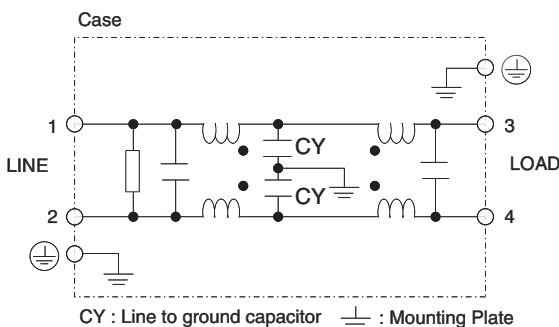 Case
1
3
CY
LINE
LOAD
CY
2
4
CY : Line to ground capacitor
: Mounting Plate